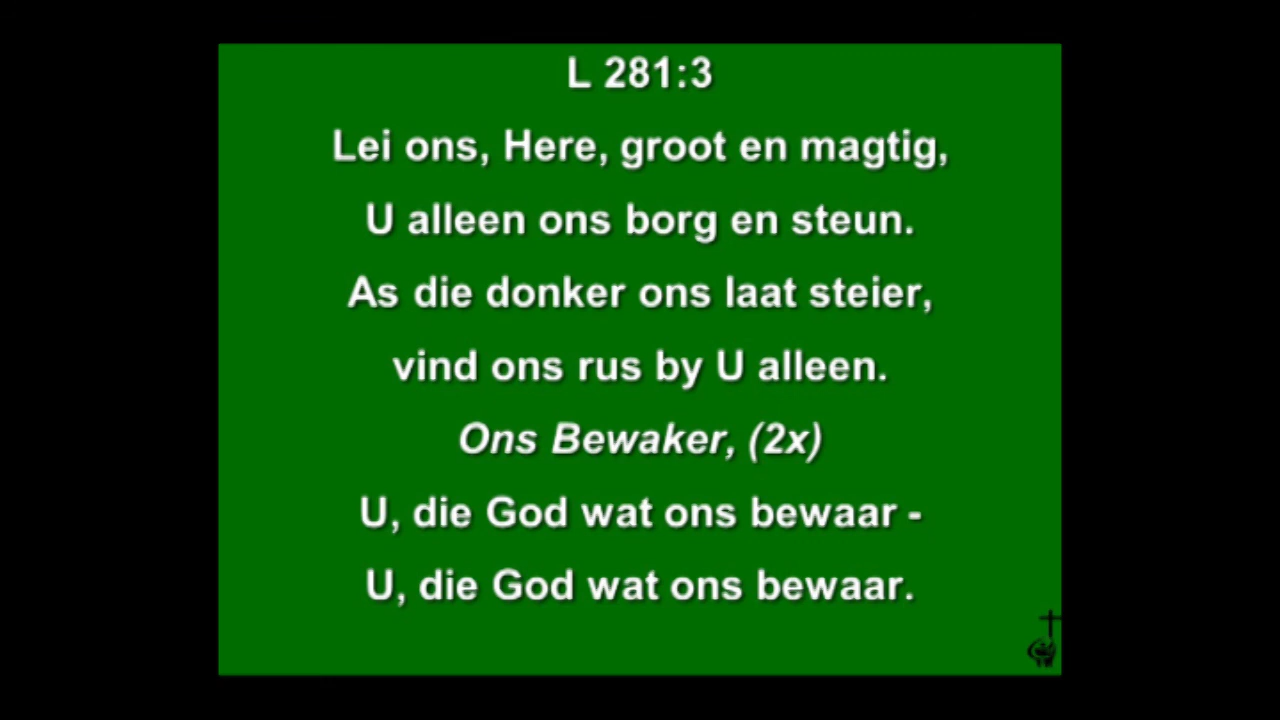 L 281:3
Lei ons, Here, groot en magtig,
U alleen ons borg en steun.
As die donker ons laat steier,
vind ons rus by U alleen.
Ons Bewaker, (2x)
U, die God wat ons bewaar -
U, die God wat ons bewaar.